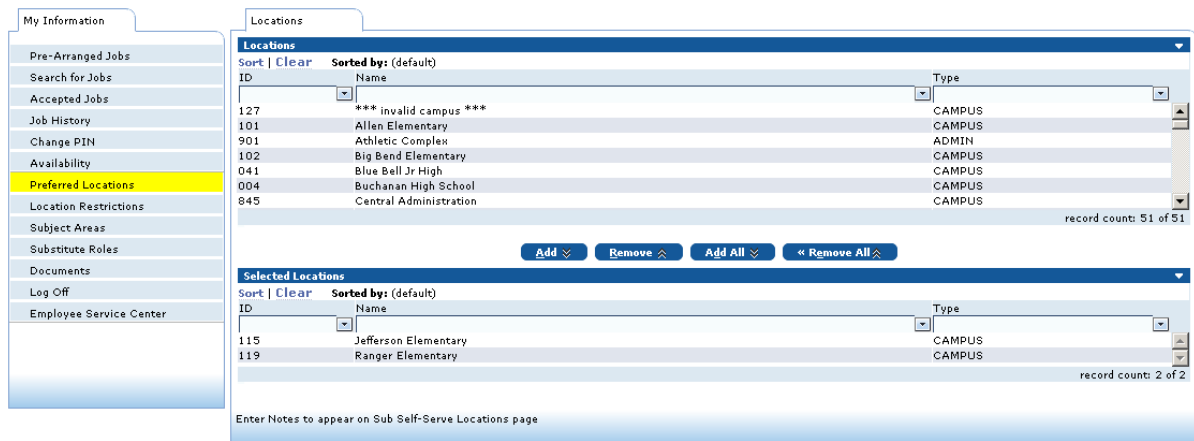 My Information
Pre-Arranged Jobs
Search for Jobs
Accepted Jobs
Job History
Change PIN
Availability
Preferred Locations
Location Restrictions
Subject Areas
Substitute Roles
Documents
Log Off
Employee Service Center
Locations
Locations
Sort | Clear Sorted by: (default)
ID Name Type
127 *** invalid campus *** CAMPUS
101 Allen Elementary CAMPUS
901 Athletic Complex ADMIN
102 Big Bend Elementary CAMPUS
041 Blue Bell Jr High CAMPUS
004 Buchanan High School CAMPUS
845 Central Administration CAMPUS
record count: 51 of 51
Add Remove Add All « Remove All
Selected Locations
Sort | Clear Sorted by: (default)
ID Name Type
115 Jefferson Elementary CAMPUS
119 Ranger Elementary CAMPUS
record count: 2 of 2
Enter Notes to appear on Sub Self-Serve Locations page